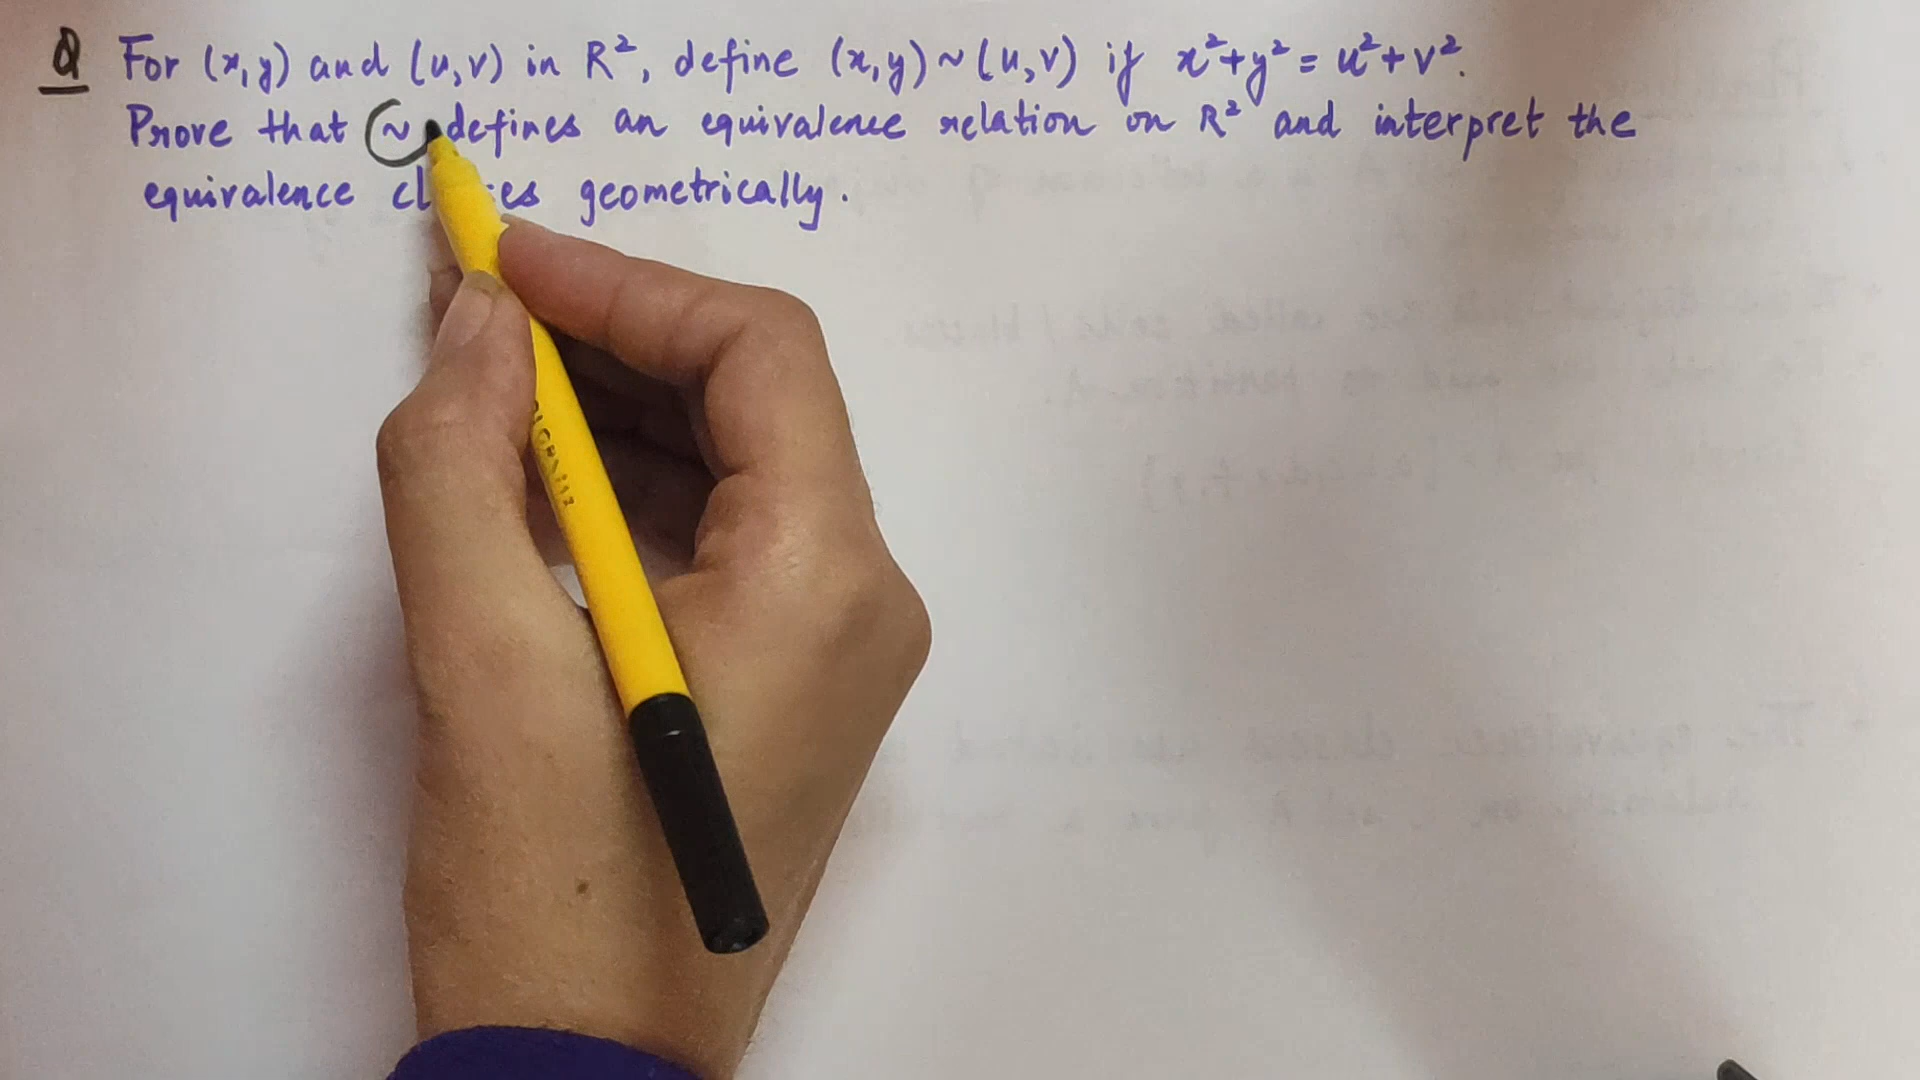 Q For (x,y) and (u,v) in R², define (x,y) ~ (u,v) if x²+y² = u²+v².
Prove that ~ defines an equivalence relation on R² and interpret the
equivalence geometrically.